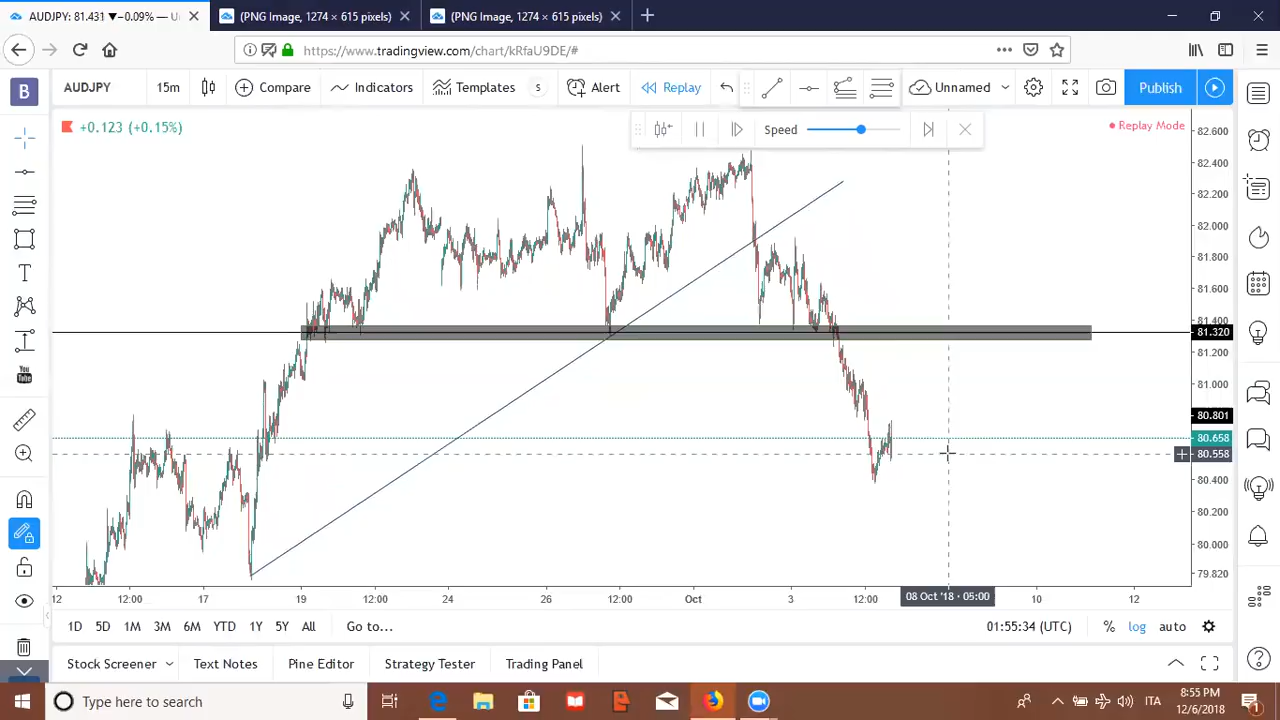 AUDJPY: 81.431 ▼−0.09% — U
(PNG Image, 1274 × 615 pixels)
(PNG Image, 1274 × 615 pixels)
https://www.tradingview.com/chart/kRfaU9DE/#
B
AUDJPY
15m
Compare
Indicators
Templates
S
Alert
Replay
Unnamed
Publish
+0.123 (+0.15%)
Speed
Replay Mode
82.600
82.400
82.200
82.000
81.800
81.600
81.400
81.320
81.200
81.000
80.801
80.658
80.558
80.400
80.200
80.000
79.820
T
You
Tube
12
12:00
17
19
12:00
24
26
12:00
Oct
3
12:00
08 Oct '18 · 05:00
10
12
1D
5D
1M
3M
6M
YTD
1Y
5Y
All
Go to...
01:55:34 (UTC)
%
log
auto
Stock Screener
Text Notes
Pine Editor
Strategy Tester
Trading Panel
Type here to search
ITA
8:55 PM
12/6/2018
1